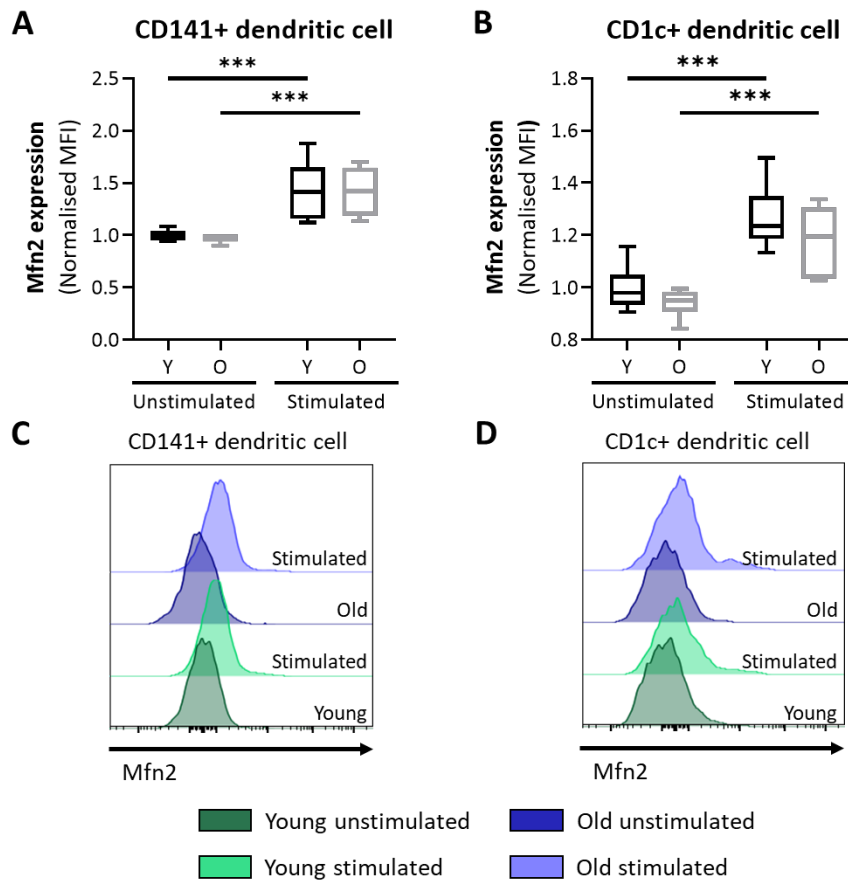 A
CD141+ dendritic cell
***
***
Mfn2 expression
(Normalised MFI)
2.5
2.0
1.5
1.0
0.5
0.0
Y
O
Y
O
Unstimulated
Stimulated
B
CD1c+ dendritic cell
***
***
Mfn2 expression
(Normalised MFI)
1.8
1.6
1.4
1.2
1.0
0.8
Y
O
Y
O
Unstimulated
Stimulated
C
CD141+ dendritic cell
Stimulated
Old
Stimulated
Young
Mfn2
D
CD1c+ dendritic cell
Stimulated
Old
Stimulated
Young
Mfn2
Young unstimulated
Old unstimulated
Young stimulated
Old stimulated